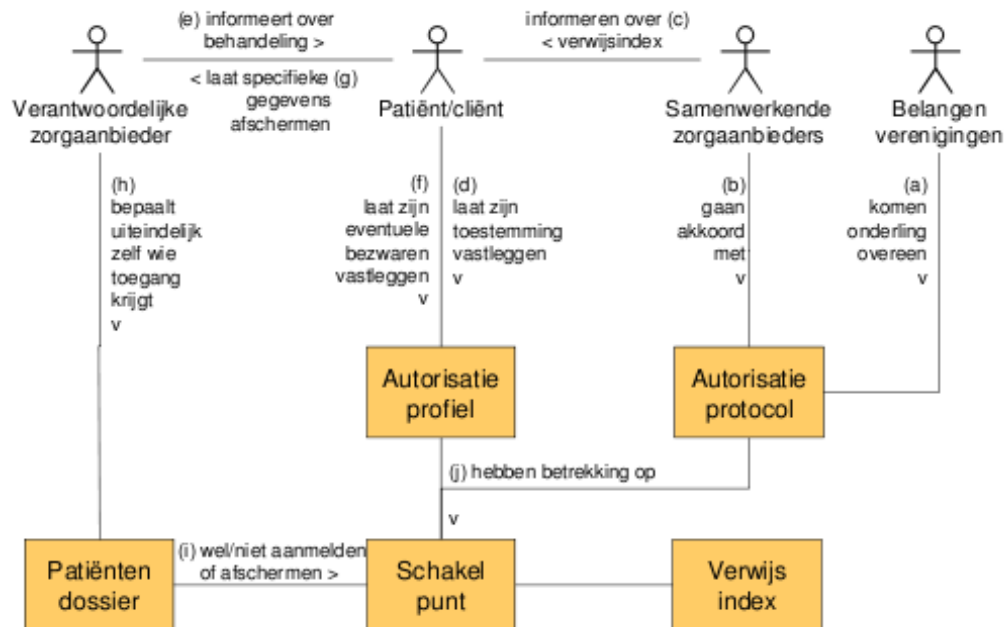 (e) informeert over
behandeling >
informeren over (c)
< verwijsindex
< laat specifieke (g)
gegevens
afschermen
Verantwoordelijke
zorgaanbieder
Patiënt/cliënt
Samenwerkende
zorgaanbieders
Belangen
verenigingen
(h)
bepaalt
uiteindelijk
zelf wie
toegang
krijgt
v
(f)
laat zijn
eventuele
bezwaren
vastleggen
v
(d)
laat zijn
toestemming
vastleggen
v
(b)
gaan
akkoord
met
v
(a)
komen
onderling
overeen
v
Autorisatie
profiel
Autorisatie
protocol
(j) hebben betrekking op
v
Patiënten
dossier
(i) wel/niet aanmelden
of afschermen >
Schakel
punt
Verwijs
index